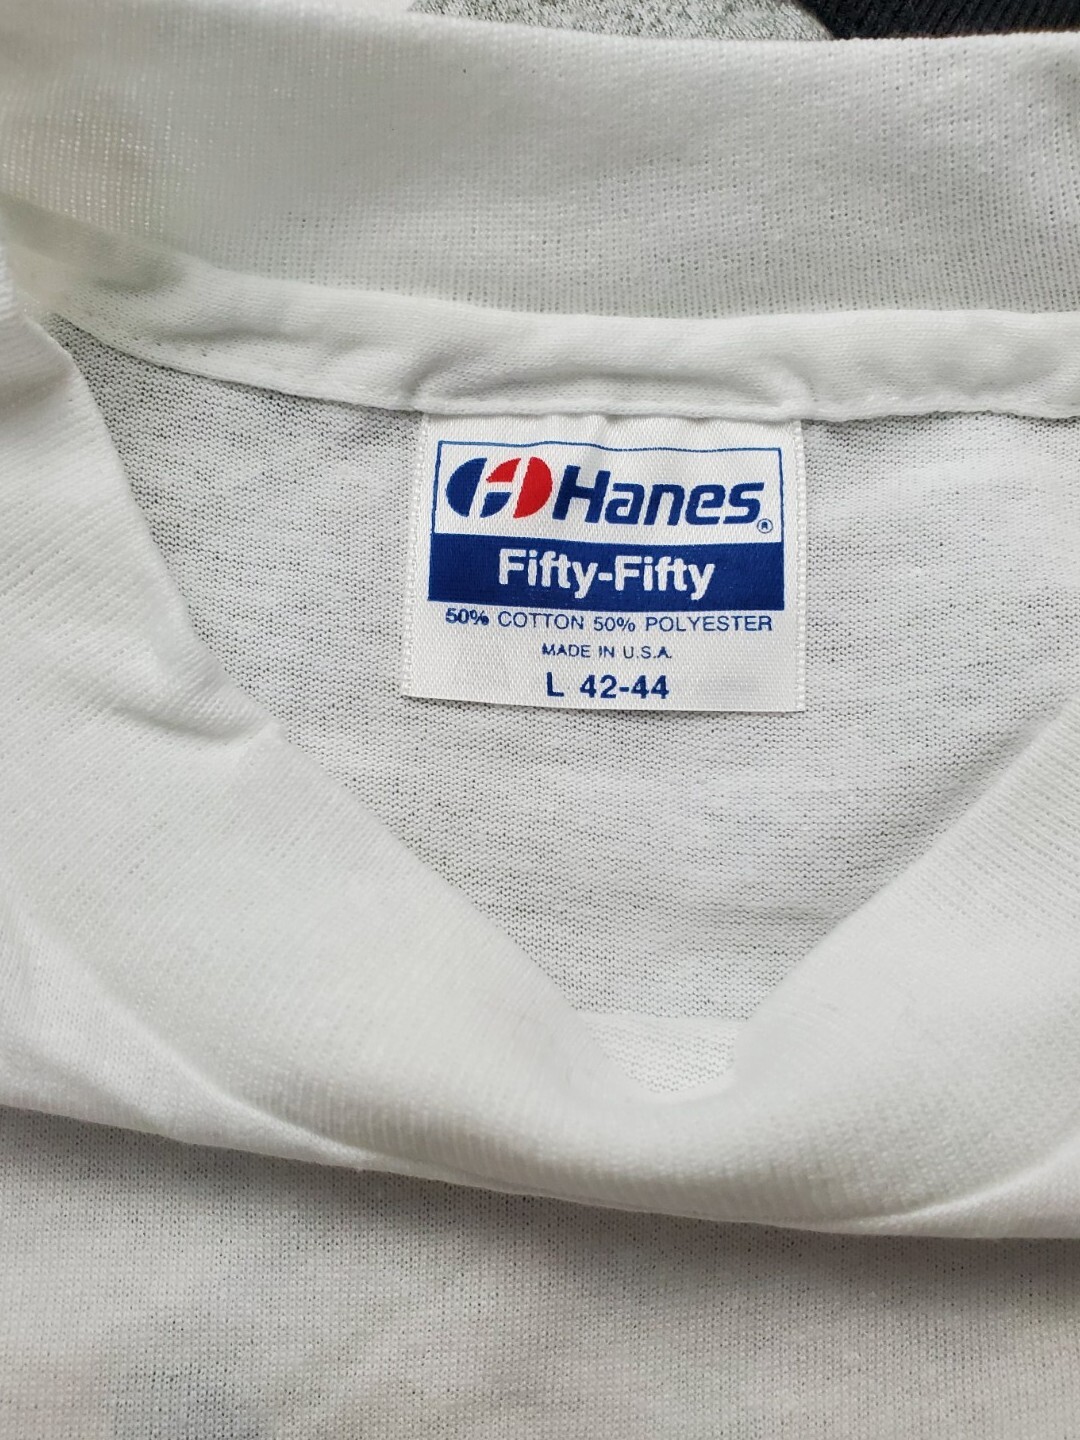 Hanes®
Fifty-Fifty
50% COTTON 50% POLYESTER
MADE IN U.S.A.
L 42-44